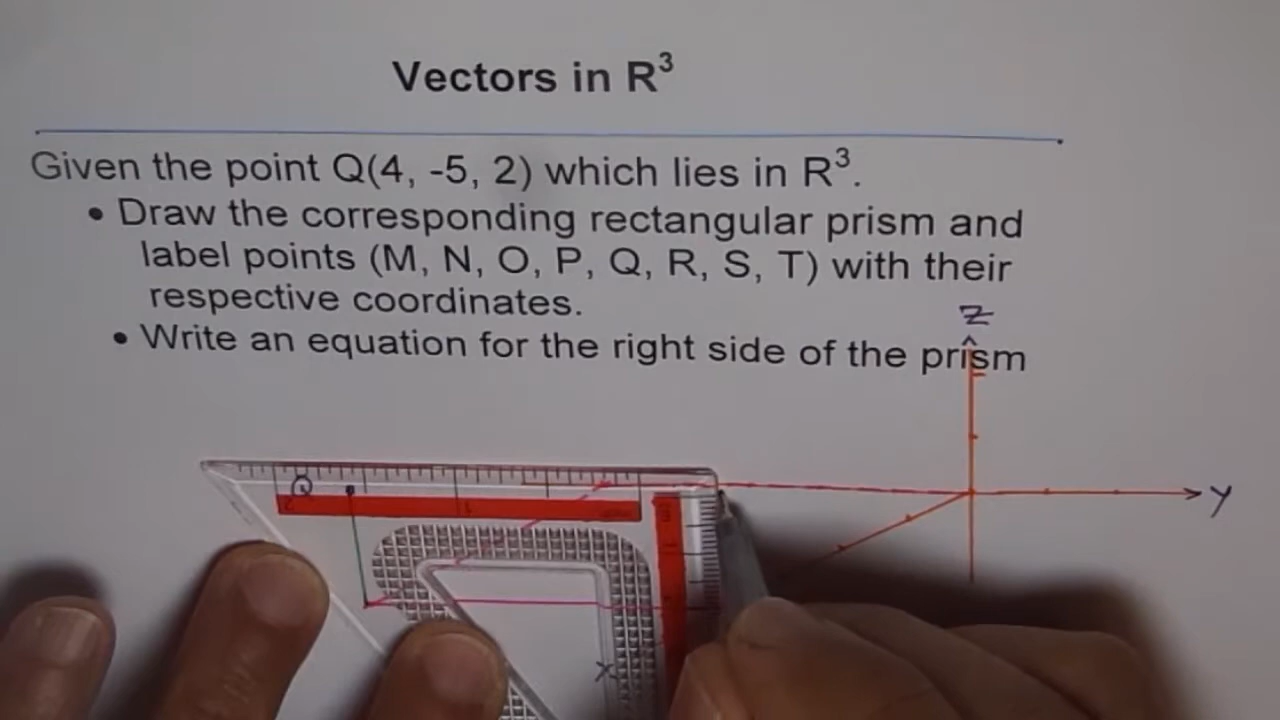 Vectors in R³
Given the point Q(4, -5, 2) which lies in R³.
• Draw the corresponding rectangular prism and
label points (M, N, O, P, Q, R, S, T) with their
respective coordinates.
• Write an equation for the right side of the prism
Z
Q
Y
X